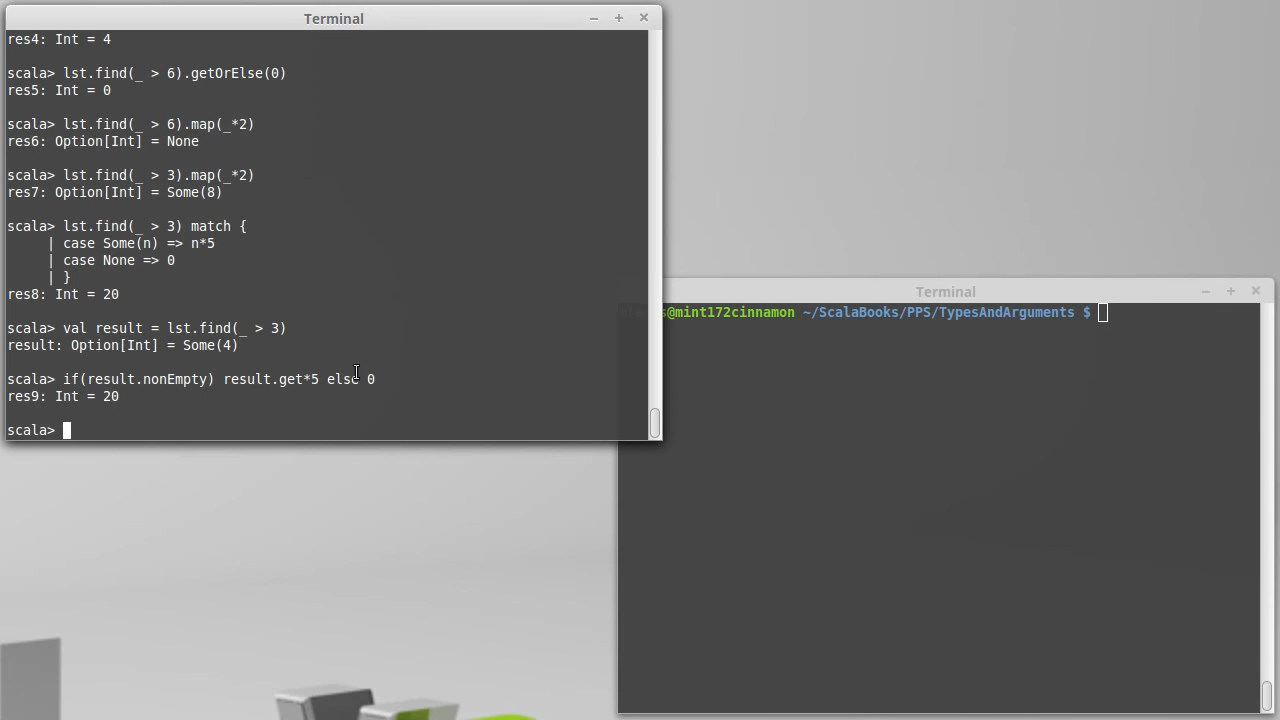 Terminal
res4: Int = 4
scala> lst.find(_ > 6).getOrElse(0)
res5: Int = 0
scala> lst.find(_ > 6).map(_*2)
res6: Option[Int] = None
scala> lst.find(_ > 3).map(_*2)
res7: Option[Int] = Some(8)
scala> lst.find(_ > 3) match {
| case Some(n) => n*5
| case None => 0
| }
res8: Int = 20
scala> val result = lst.find(_ > 3)
result: Option[Int] = Some(4)
scala> if(result.nonEmpty) result.get*5 else 0
res9: Int = 20
scala>
Terminal
s@mint172cinnamon ~/ScalaBooks/PPS/TypesAndArguments $